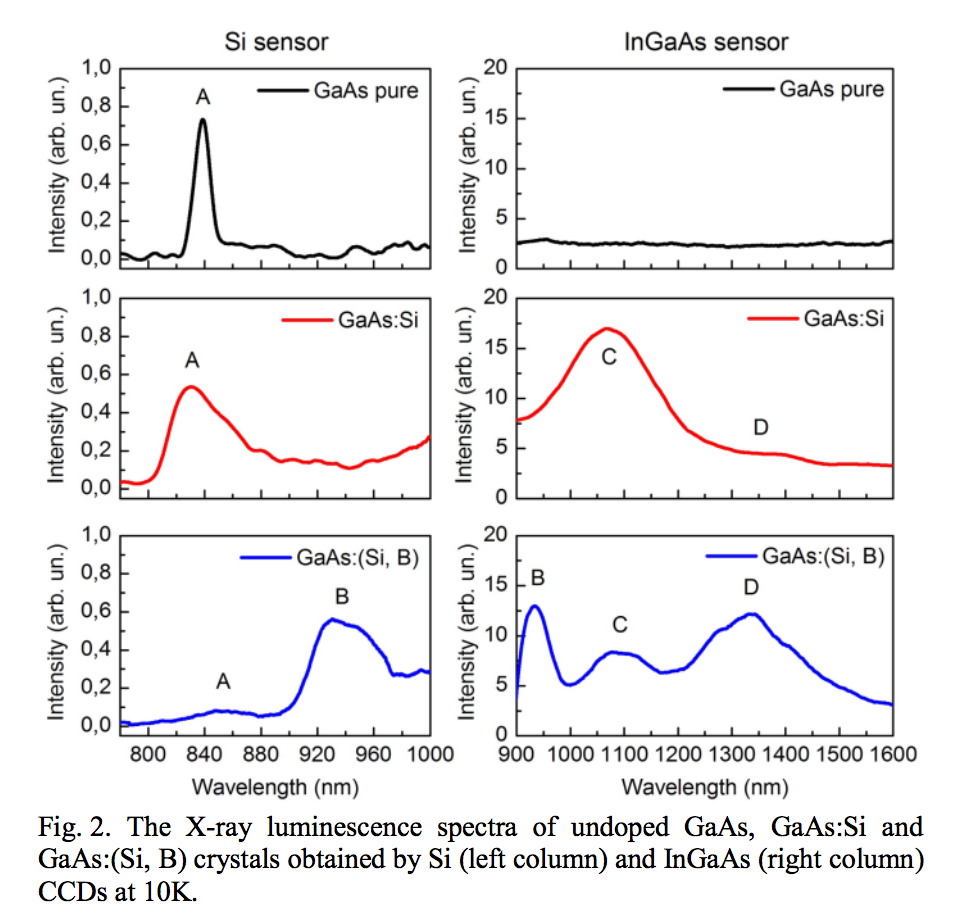 Si sensor
InGaAs sensor
1,0
0,8
0,6
0,4
0,2
0,0
Intensity (arb. un.)
A
GaAs pure
20
15
10
5
0
Intensity (arb. un.)
GaAs pure
1,0
0,8
0,6
0,4
0,2
0,0
Intensity (arb. un.)
A
GaAs:Si
20
15
10
5
0
Intensity (arb. un.)
GaAs:Si
C
D
1,0
0,8
0,6
0,4
0,2
0,0
Intensity (arb. un.)
GaAs:(Si, B)
A
B
800 840 880 920 960 1000
Wavelength (nm)
20
15
10
5
0
Intensity (arb. un.)
GaAs:(Si, B)
B
C
D
900 1000 1100 1200 1300 1400 1500 1600
Wavelength (nm)
Fig. 2. The X-ray luminescence spectra of undoped GaAs, GaAs:Si and
GaAs:(Si, B) crystals obtained by Si (left column) and InGaAs (right column)
CCDs at 10K.